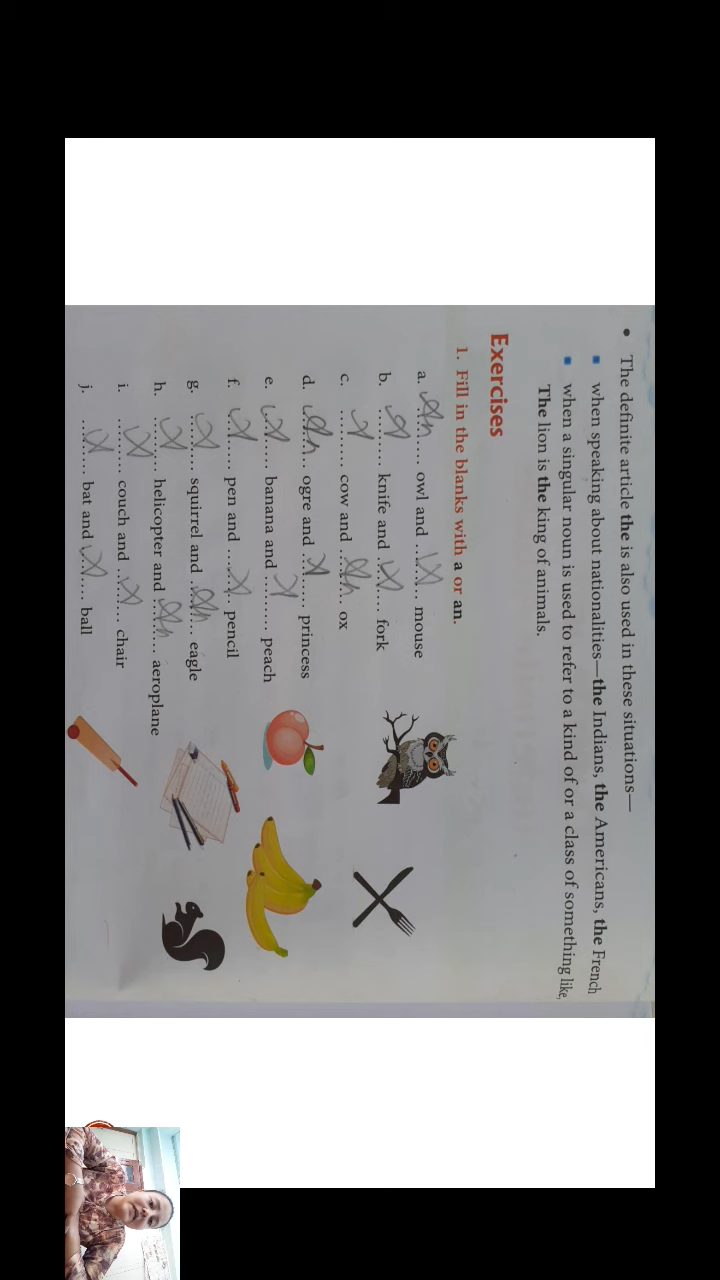 • The definite article the is also used in these situations—
▪ when speaking about nationalities—the Indians, the Americans, the French
▪ when a singular noun is used to refer to a kind of or a class of something like,
The lion is the king of animals.
Exercises
1. Fill in the blanks with a or an.
a. An owl and A mouse
b. A knife and A fork
c. A cow and An ox
d. An ogre and A princess
e. A banana and A peach
f. A pen and A pencil
g. A squirrel and An eagle
h. A helicopter and An aeroplane
i. A couch and A chair
j. A bat and A ball